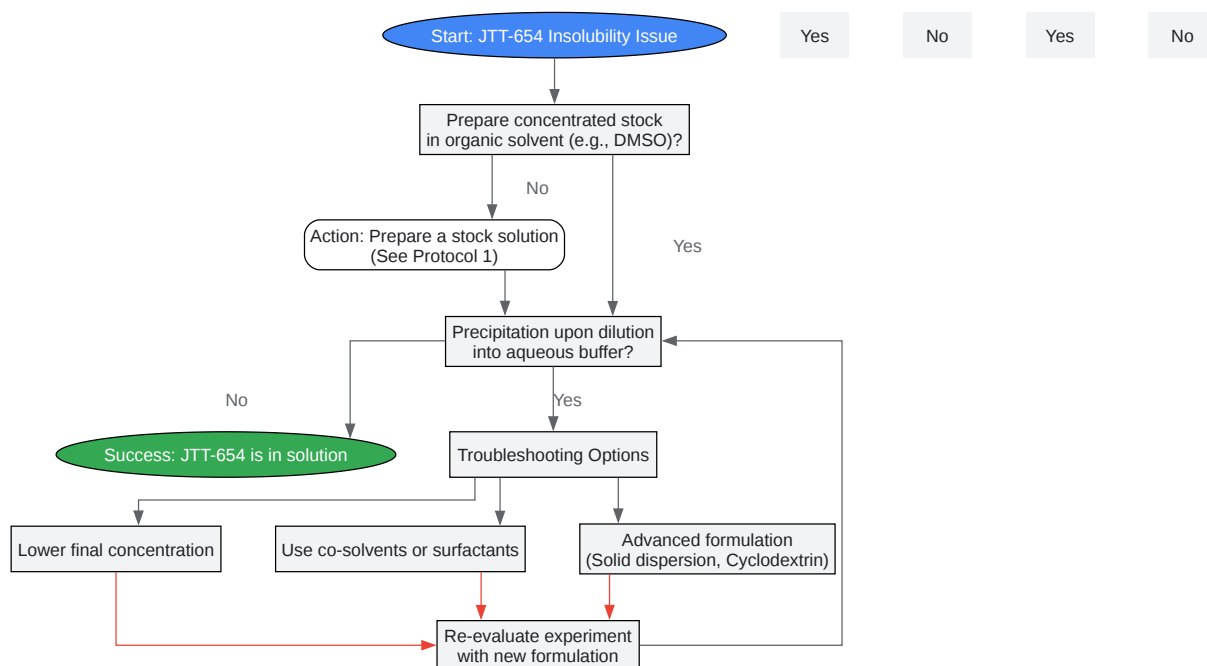 Start: JTT-654 Insolubility Issue
Yes
No
Yes
No
Prepare concentrated stock
in organic solvent (e.g., DMSO)?
No
Action: Prepare a stock solution
(See Protocol 1)
Yes
Precipitation upon dilution
into aqueous buffer?
No
Yes
Success: JTT-654 is in solution
Troubleshooting Options
Lower final concentration
Use co-solvents or surfactants
Advanced formulation
(Solid dispersion, Cyclodextrin)
Re-evaluate experiment
with new formulation